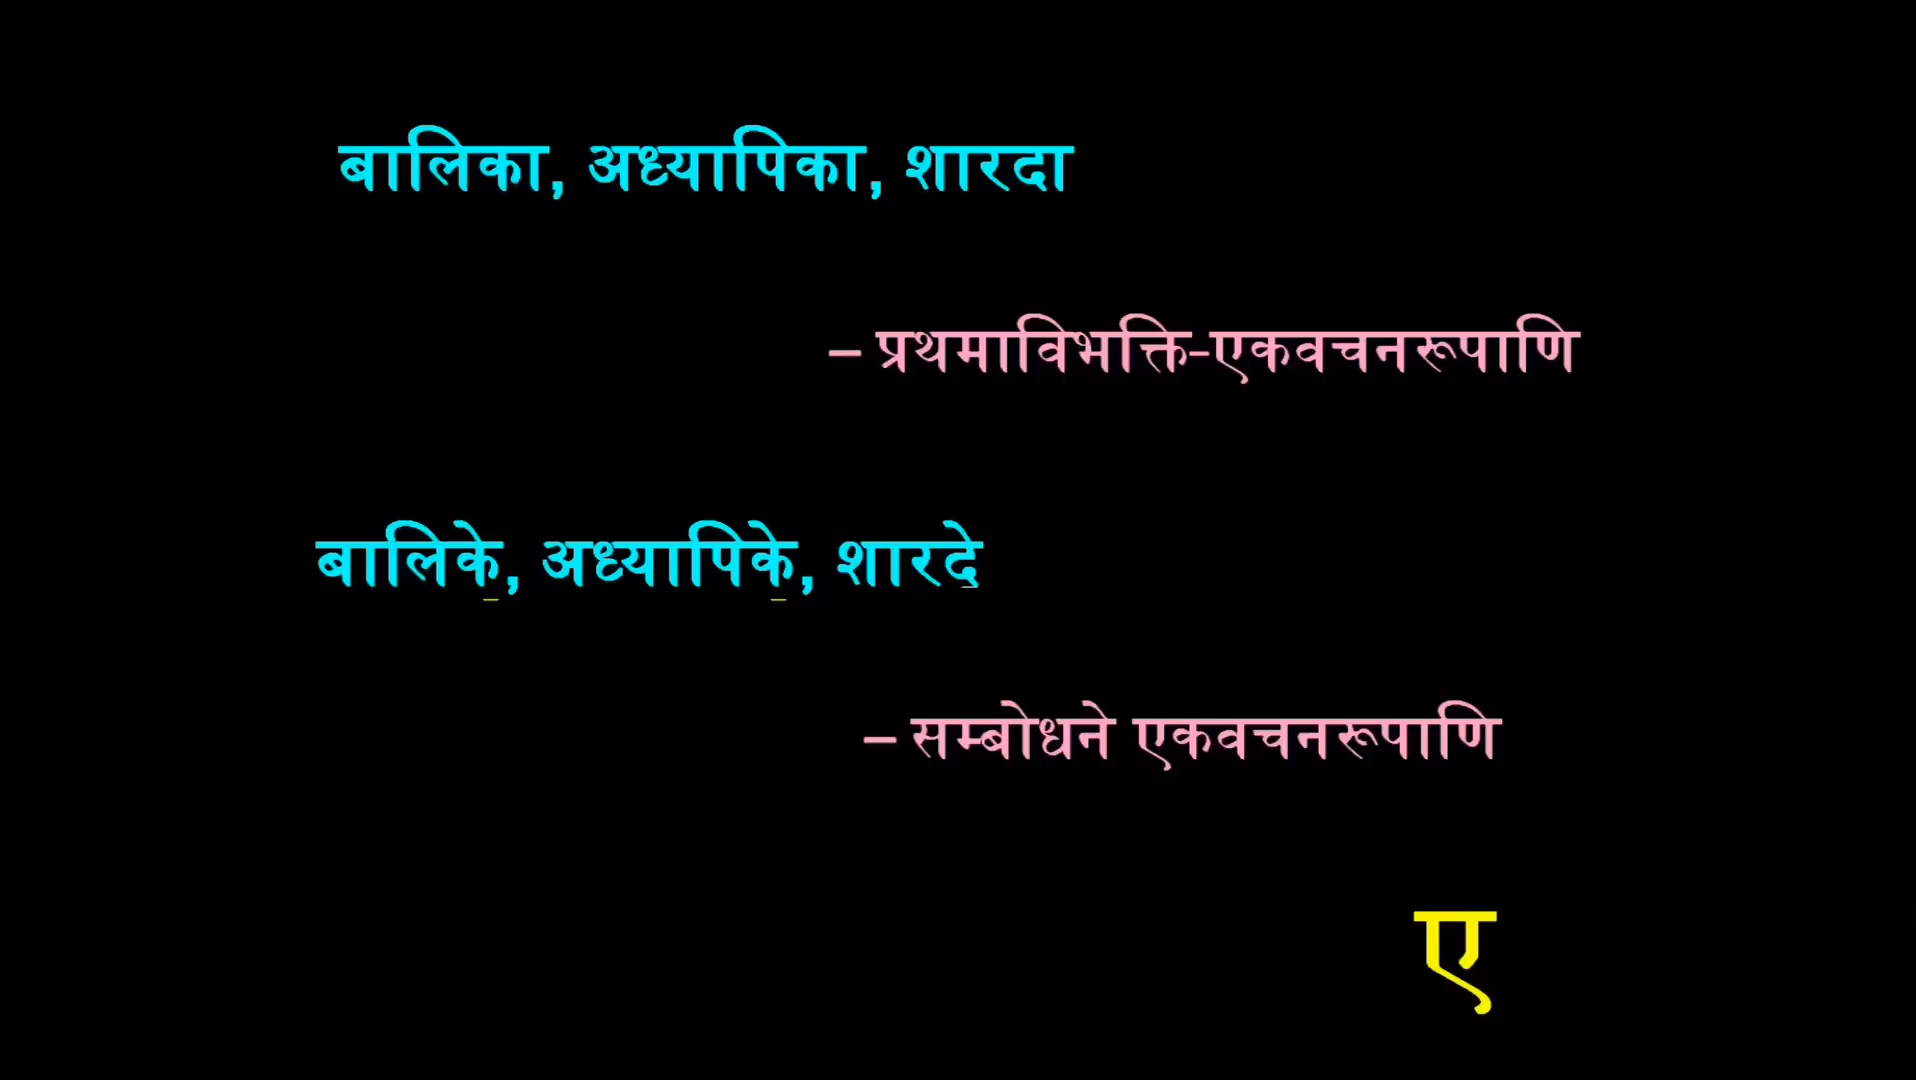 बालिका, अध्यापिका, शारदा
– प्रथमाविभक्ति-एकवचनरूपाणि
बालिके, अध्यापिके, शारदे
– सम्बोधने एकवचनरूपाणि
ए